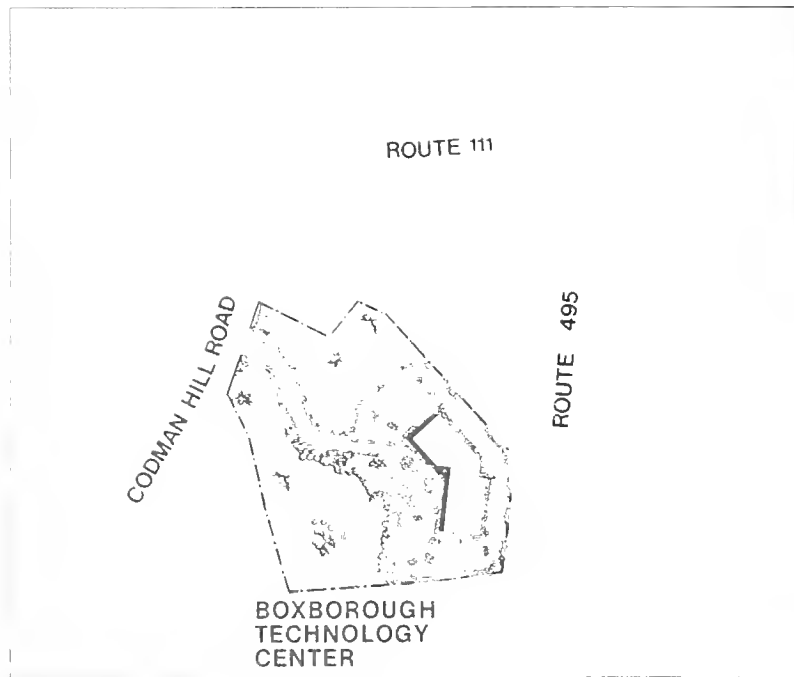 ROUTE 111
CODMAN HILL ROAD
ROUTE 495
BOXBOROUGH
TECHNOLOGY
CENTER